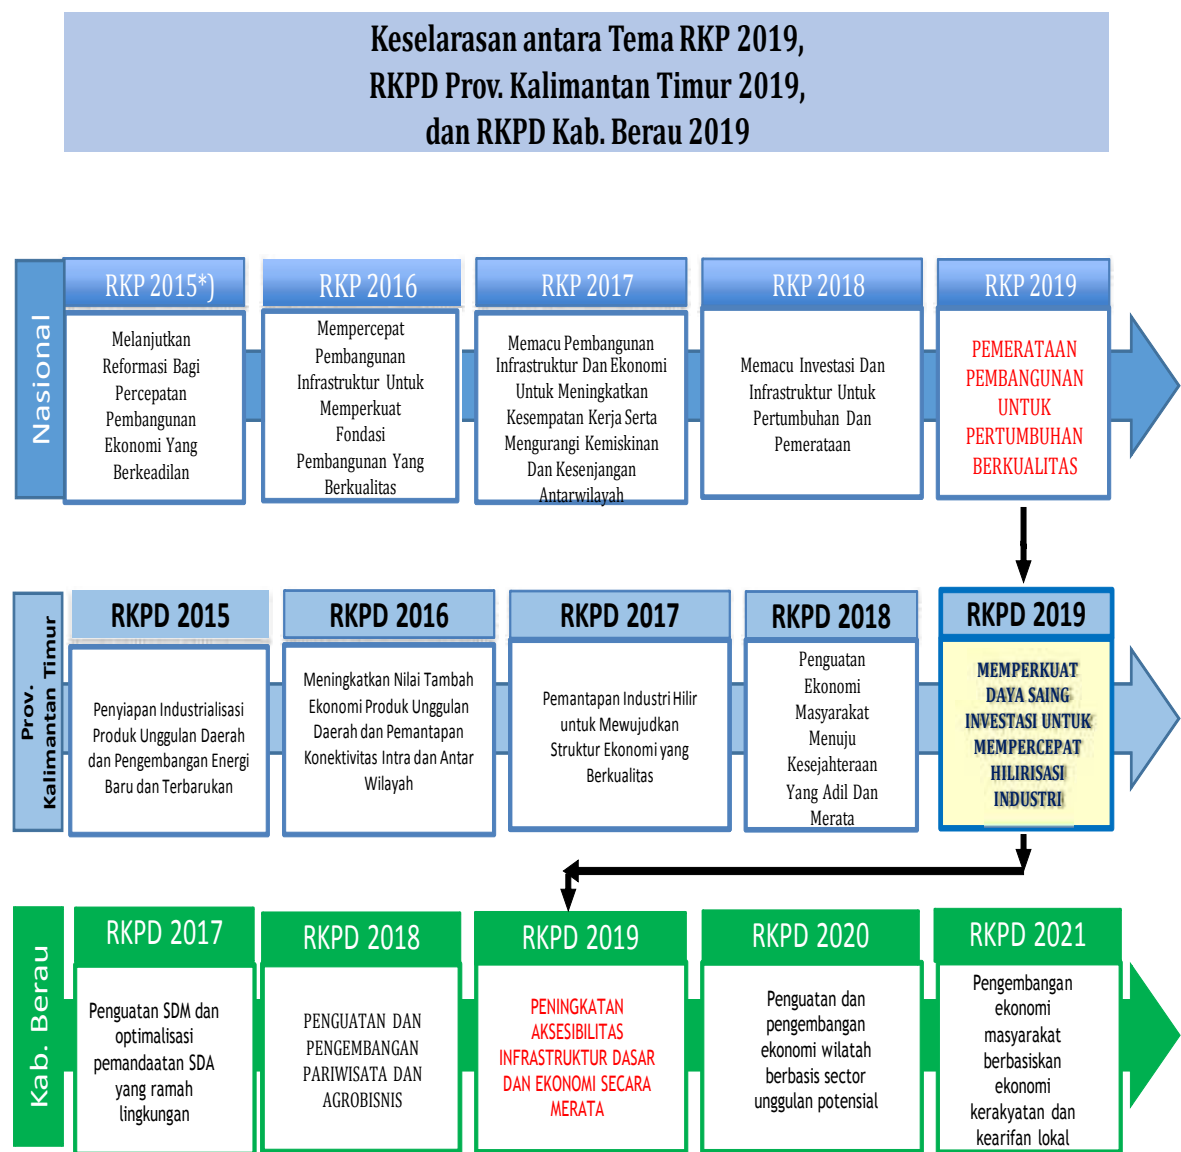 Keselarasan antara Tema RKP 2019,
RKPD Prov. Kalimantan Timur 2019,
dan RKPD Kab. Berau 2019
Nasional
RKP 2015*)
Melanjutkan
Reformasi Bagi
Percepatan
Pembangunan
Ekonomi Yang
Berkeadilan
RKP 2016
Mempercepat
Pembangunan
Infrastruktur Untuk
Memperkuat
Fondasi
Pembangunan Yang
Berkualitas
RKP 2017
Memacu Pembangunan
Infrastruktur Dan Ekonomi
Untuk Meningkatkan
Kesempatan Kerja Serta
Mengurangi Kemiskinan
Dan Kesenjangan
Antarwilayah
RKP 2018
Memacu Investasi Dan
Infrastruktur Untuk
Pertumbuhan Dan
Pemerataan
RKP 2019
PEMERATAAN
PEMBANGUNAN
UNTUK
PERTUMBUHAN
BERKUALITAS
Prov.
Kalimantan Timur
RKPD 2015
Penyiapan Industrialisasi
Produk Unggulan Daerah
dan Pengembangan Energi
Baru dan Terbarukan
RKPD 2016
Meningkatkan Nilai Tambah
Ekonomi Produk Unggulan
Daerah dan Pemantapan
Konektivitas Intra dan Antar
Wilayah
RKPD 2017
Pemantapan Industri Hilir
untuk Mewujudkan
Struktur Ekonomi yang
Berkualitas
RKPD 2018
Penguatan
Ekonomi
Masyarakat
Menuju
Kesejahteraan
Yang Adil Dan
Merata
RKPD 2019
MEMPERKUAT
DAYA SAING
INVESTASI UNTUK
MEMPERCEPAT
HILIRISASI
INDUSTRI
Kab. Berau
RKPD 2017
Penguatan SDM dan
optimalisasi
pemandaatan SDA
yang ramah
lingkungan
RKPD 2018
PENGUATAN DAN
PENGEMBANGAN
PARIWISATA DAN
AGROBISNIS
RKPD 2019
PENINGKATAN
AKSESIBILITAS
INFRASTRUKTUR DASAR
DAN EKONOMI SECARA
MERATA
RKPD 2020
Penguatan dan
pengembangan
ekonomi wilatah
berbasis sector
unggulan potensial
RKPD 2021
Pengembangan
ekonomi
masyarakat
berbasiskan
ekonomi
kerakyatan dan
kearifan lokal